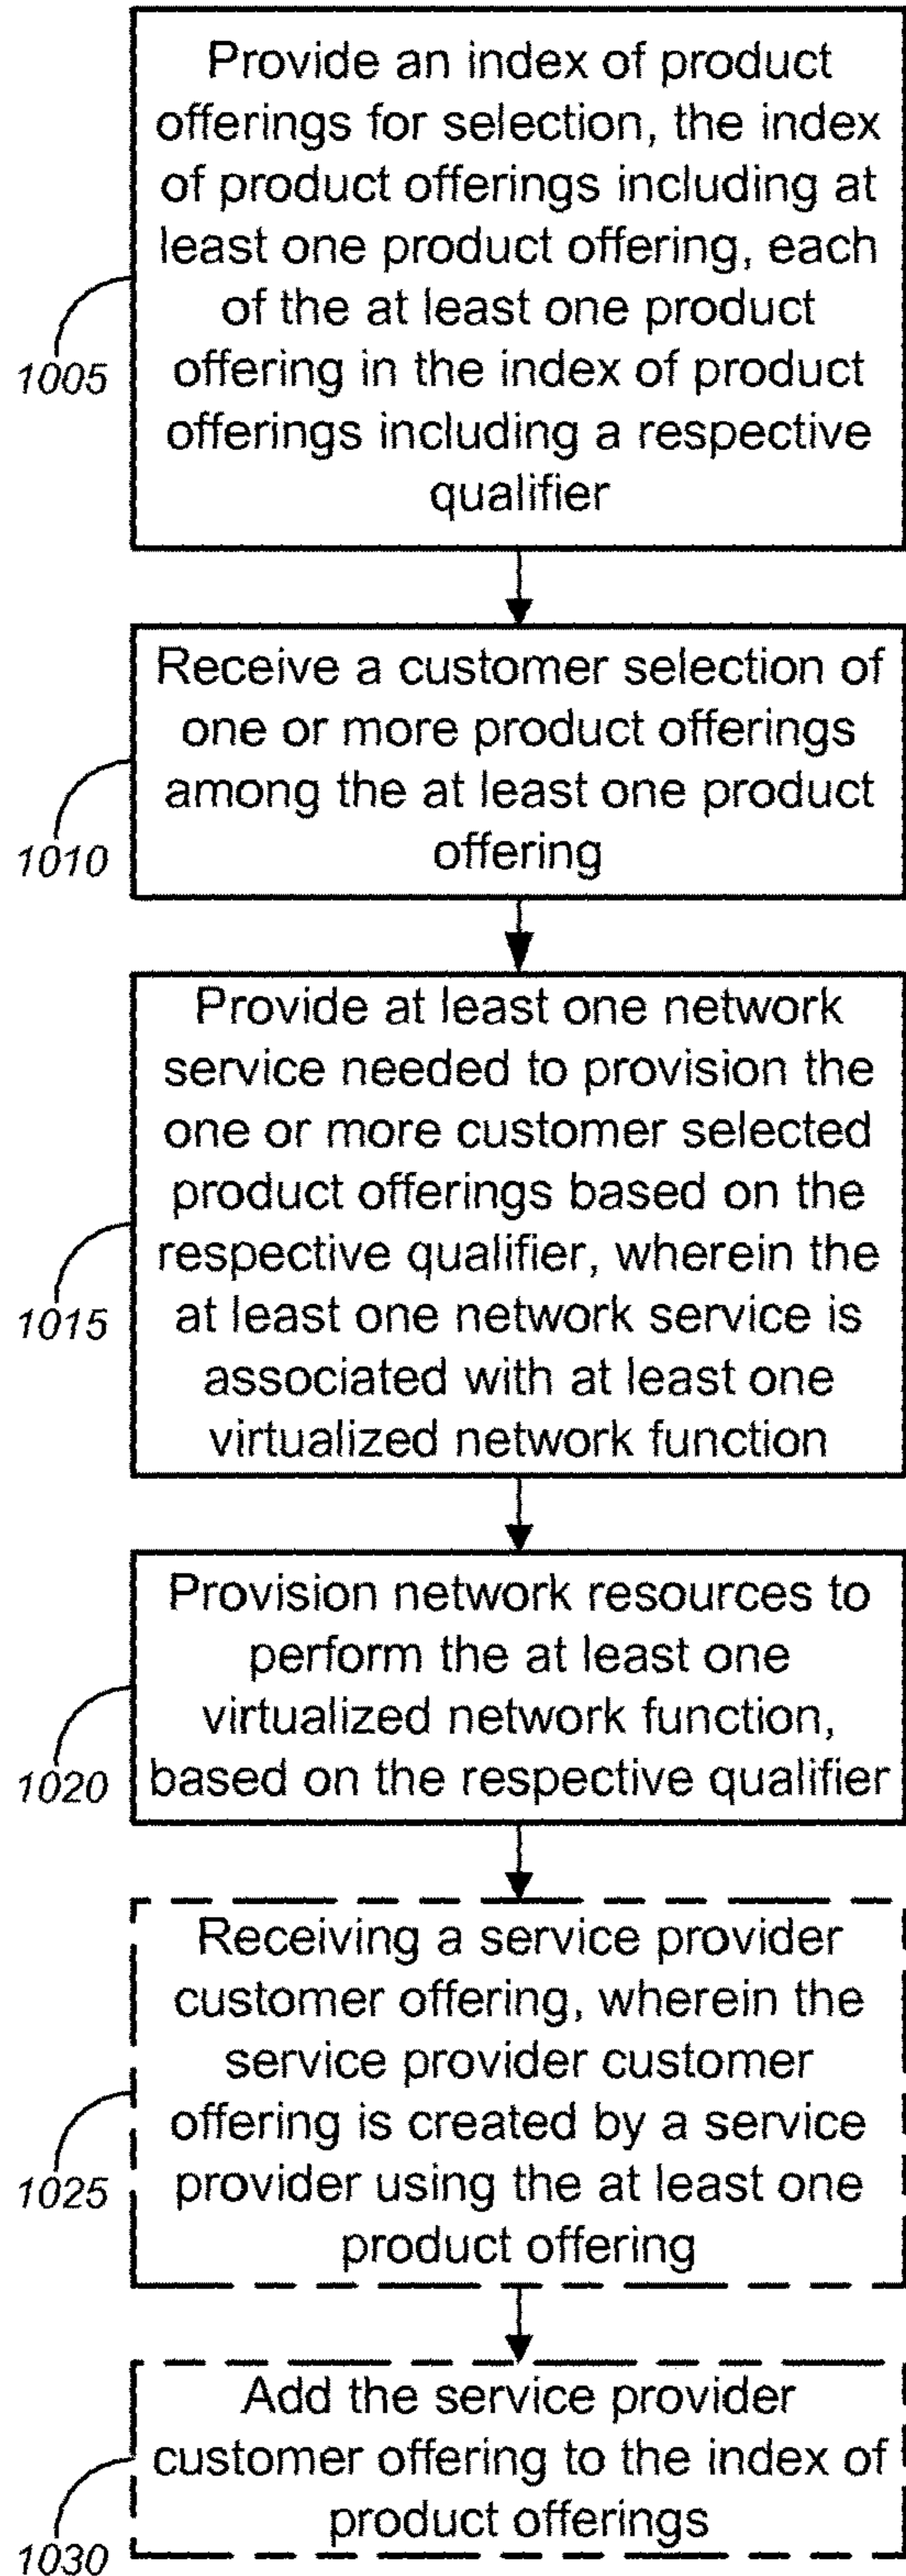 Provide an index of product
offerings for selection, the index
of product offerings including at
least one product offering, each
of the at least one product
offering in the index of product
offerings including a respective
qualifier
1005
Receive a customer selection of
one or more product offerings
among the at least one product
offering
1010
Provide at least one network
service needed to provision the
one or more customer selected
product offerings based on the
respective qualifier, wherein the
at least one network service is
associated with at least one
virtualized network function
1015
Provision network resources to
perform the at least one
virtualized network function,
based on the respective qualifier
1020
Receiving a service provider
customer offering, wherein the
service provider customer
offering is created by a service
provider using the at least one
product offering
1025
Add the service provider
customer offering to the index of
product offerings
1030